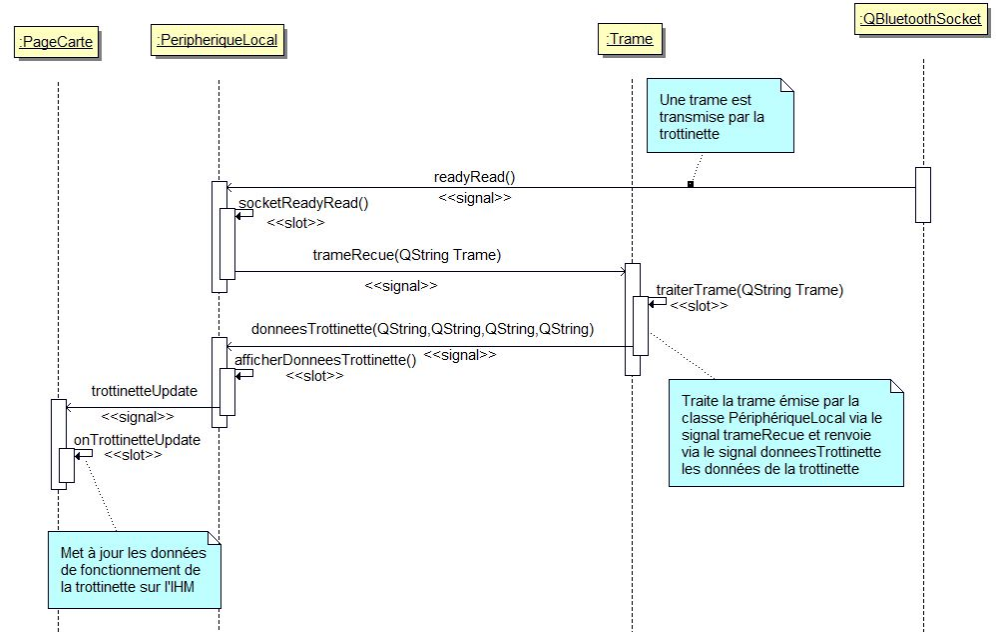 :PageCarte
:PeripheriqueLocal
:Trame
:QBluetoothSocket
Une trame est
transmise par la
trottinette
readyRead()
<<signal>>
socketReadyRead()
<<slot>>
trameRecue(QString Trame)
<<signal>>
traiterTrame(QString Trame)
<<slot>>
donneesTrottinette(QString,QString,QString,QString)
<<signal>>
afficherDonneesTrottinette()
<<slot>>
trottinetteUpdate
<<signal>>
onTrottinetteUpdate
<<slot>>
Traite la trame émise par la
classe PériphériqueLocal via le
signal trameRecue et renvoie
via le signal donneesTrottinette
les données de la trottinette
Met à jour les données
de fonctionnement de
la trottinette sur l'IHM